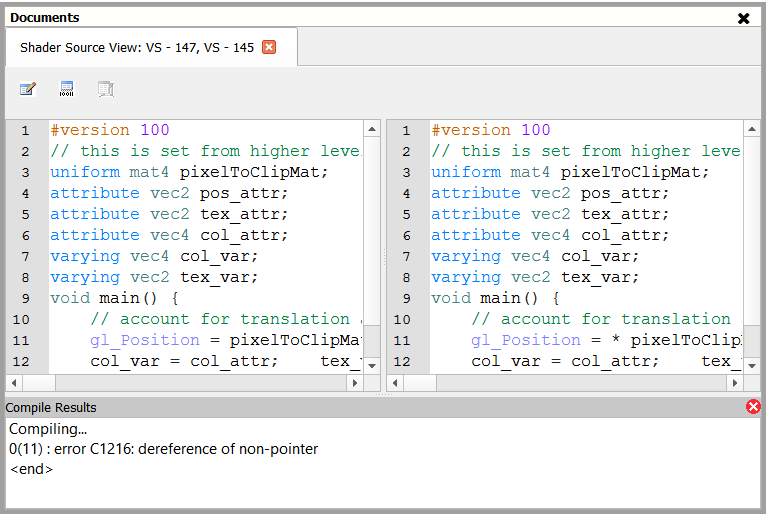 Documents
Shader Source View: VS - 147, VS - 145
1 #version 100
2 // this is set from higher leve
3 uniform mat4 pixelToClipMat;
4 attribute vec2 pos_attr;
5 attribute vec2 tex_attr;
6 attribute vec4 col_attr;
7 varying vec4 col_var;
8 varying vec2 tex_var;
9 void main() {
10 // account for translation
11 gl_Position = pixelToClipMa
12 col_var = col_attr; tex_
1 #version 100
2 // this is set from higher leve
3 uniform mat4 pixelToClipMat;
4 attribute vec2 pos_attr;
5 attribute vec2 tex_attr;
6 attribute vec4 col_attr;
7 varying vec4 col_var;
8 varying vec2 tex_var;
9 void main() {
10 // account for translation
11 gl_Position = * pixelToClip
12 col_var = col_attr; tex_
Compile Results
Compiling...
0(11) : error C1216: dereference of non-pointer
<end>